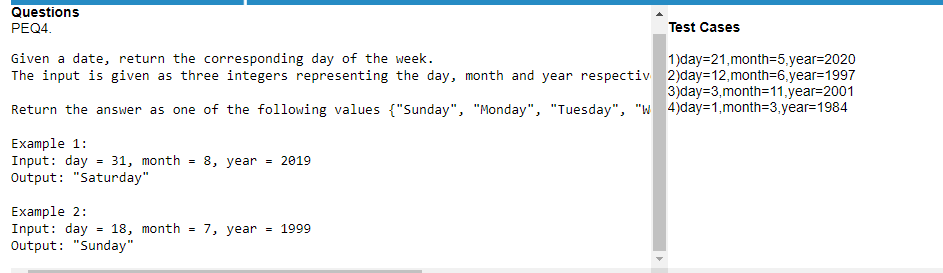 Questions
PEQ4.
Given a date, return the corresponding day of the week.
The input is given as three integers representing the day, month and year respectiv
Return the answer as one of the following values {"Sunday", "Monday", "Tuesday", "W
Example 1:
Input: day = 31, month = 8, year = 2019
Output: "Saturday"
Example 2:
Input: day = 18, month = 7, year = 1999
Output: "Sunday"
Test Cases
1)day=21,month=5,year=2020
2)day=12,month=6,year=1997
3)day=3,month=11,year=2001
4)day=1,month=3,year=1984